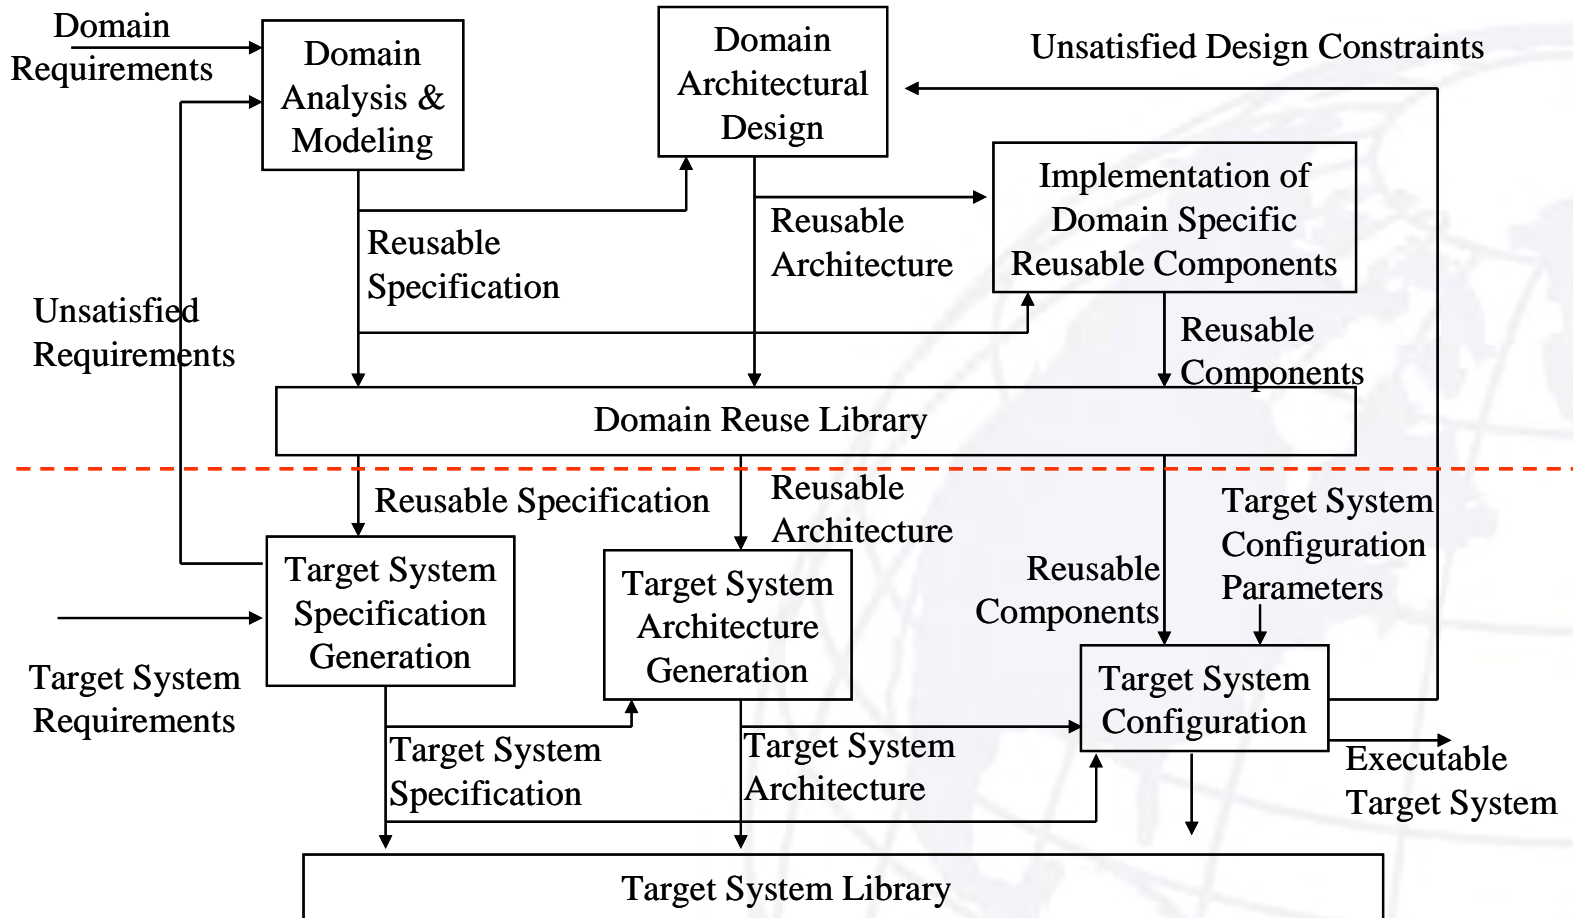 Domain
Requirements
Domain
Analysis &
Modeling
Domain
Architectural
Design
Unsatisfied Design Constraints
Implementation of
Domain Specific
Reusable Components
Reusable
Specification
Reusable
Architecture
Unsatisfied
Requirements
Reusable
Components
Domain Reuse Library
Reusable Specification
Reusable
Architecture
Target System
Configuration
Parameters
Reusable
Components
Target System
Specification
Generation
Target System
Architecture
Generation
Target System
Requirements
Target System
Configuration
Target System
Specification
Target System
Architecture
Executable
Target System
Target System Library